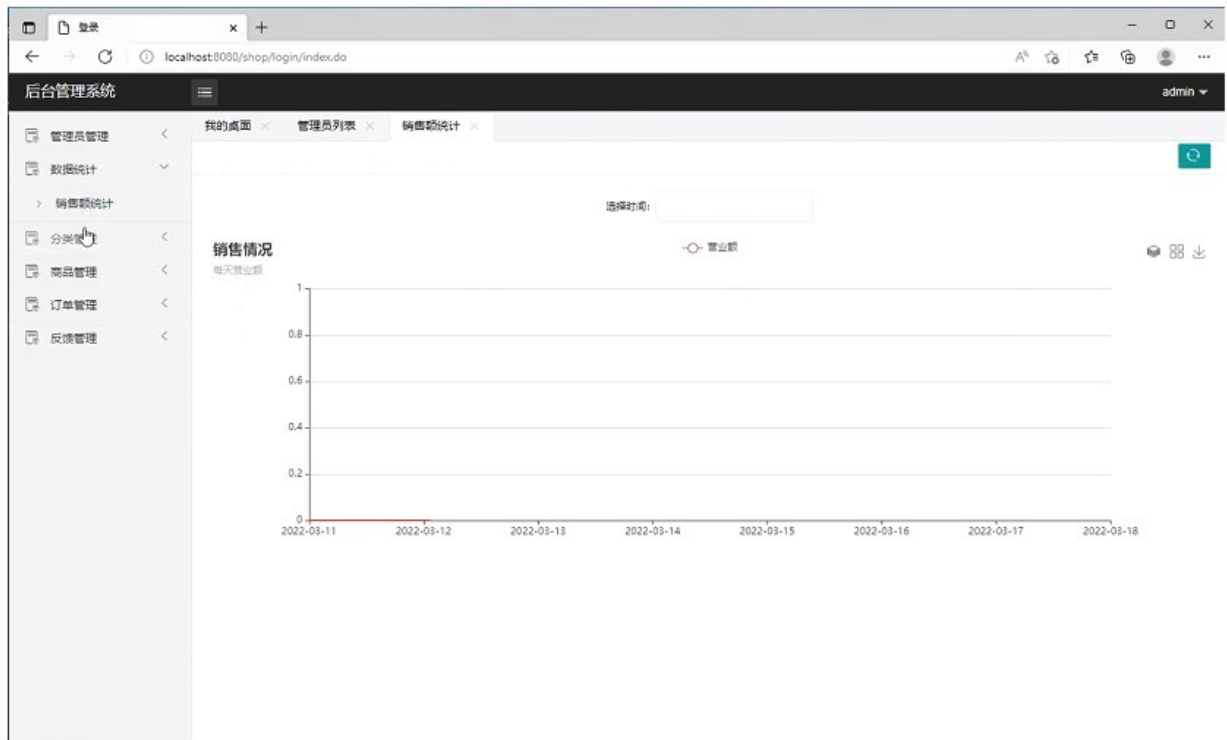 登录
localhost:8080/shop/login/index.do
后台管理系统
admin
管理员管理
数据统计
销售额统计
分类管理
商品管理
订单管理
反馈管理
我的桌面
管理员列表
销售额统计
选择时间:
销售情况
每天营业额
营业额
1
0.8
0.6
0.4
0.2
0
2022-03-11 2022-03-12 2022-03-13 2022-03-14 2022-03-15 2022-03-16 2022-03-17 2022-03-18